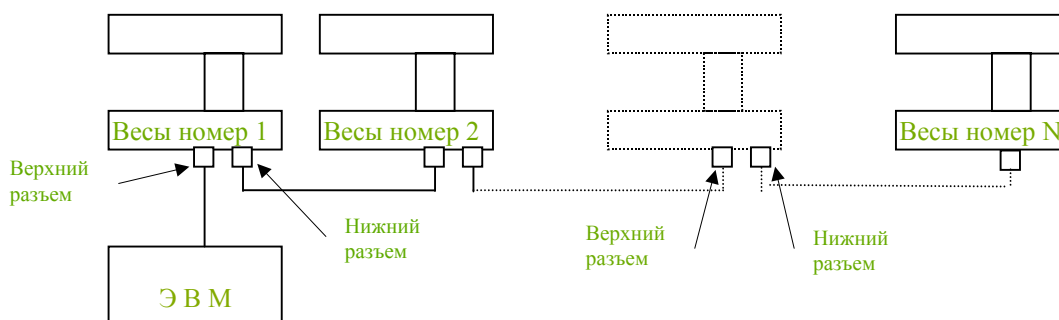 Весы номер 1
Весы номер 2
Весы номер N
Верхний
разъем
Нижний
разъем
Верхний
разъем
Нижний
разъем
Э В М